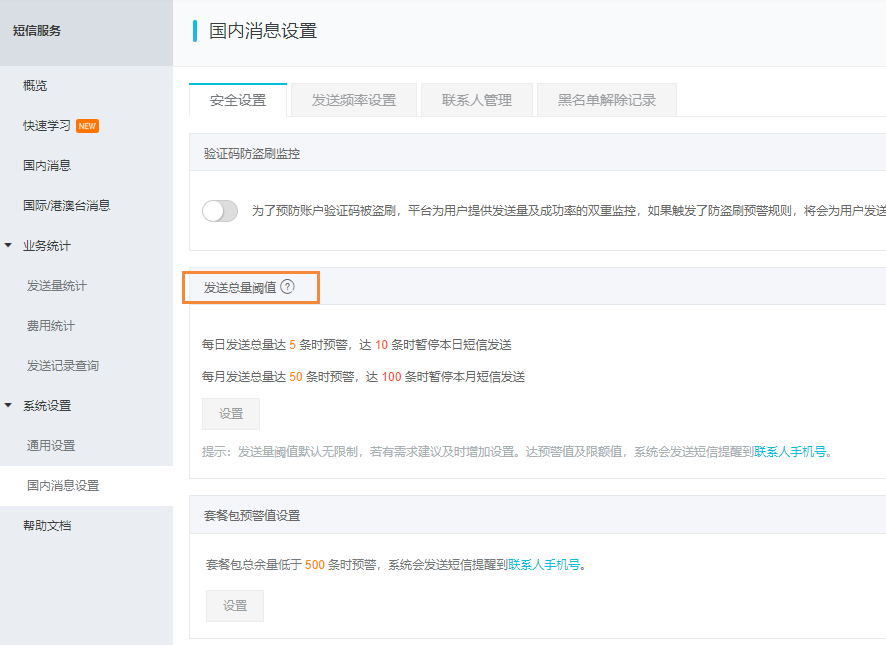 短信服务
国内消息设置
概览
快速学习 NEW
国内消息
国际/港澳台消息
业务统计
发送量统计
费用统计
发送记录查询
系统设置
通用设置
国内消息设置
帮助文档
安全设置 发送频率设置 联系人管理 黑名单解除记录
验证码防盗刷监控
为了预防账户验证码被盗刷，平台为用户提供发送量及成功率的双重监控，如果触发了防盗刷预警规则，将会为用户发送
发送总量阈值 ?
每日发送总量达 5 条时预警，达 10 条时暂停本日短信发送
每月发送总量达 50 条时预警，达 100 条时暂停本月短信发送
设置
提示：发送量阈值默认无限制，若有需求建议及时增加设置。达预警值及限额值，系统会发送短信提醒到联系人手机号。
套餐包预警值设置
套餐包总余量低于 500 条时预警，系统会发送短信提醒到联系人手机号。
设置